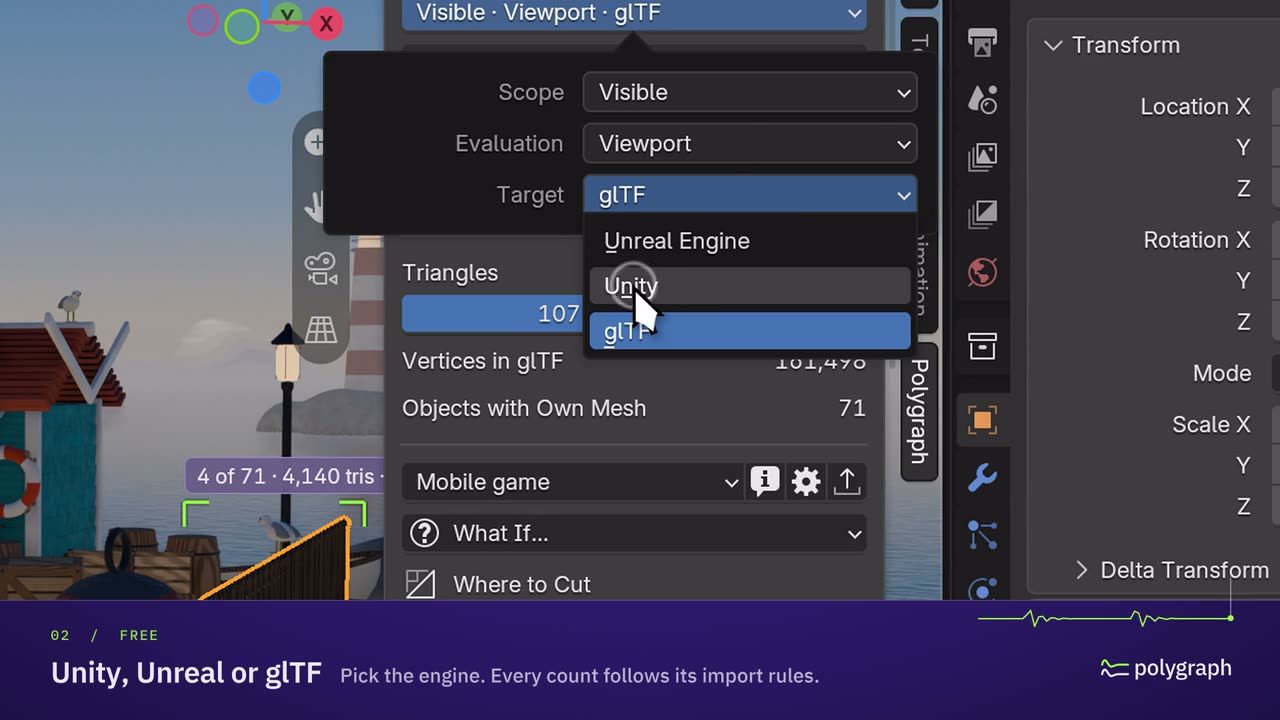 Visible · Viewport · glTF
Y
X
Scope
Visible
Evaluation
Viewport
Target
glTF
Unreal Engine
Unity
glTF
Triangles
107
Vertices in glTF
161,498
Objects with Own Mesh
71
4 of 71 · 4,140 tris ·
Mobile game
What If...
Where to Cut
Polygraph
Transform
Location X
Y
Z
Rotation X
Y
Z
Mode
Scale X
Y
Z
Delta Transform
02 / FREE
Unity, Unreal or glTF
Pick the engine. Every count follows its import rules.
polygraph